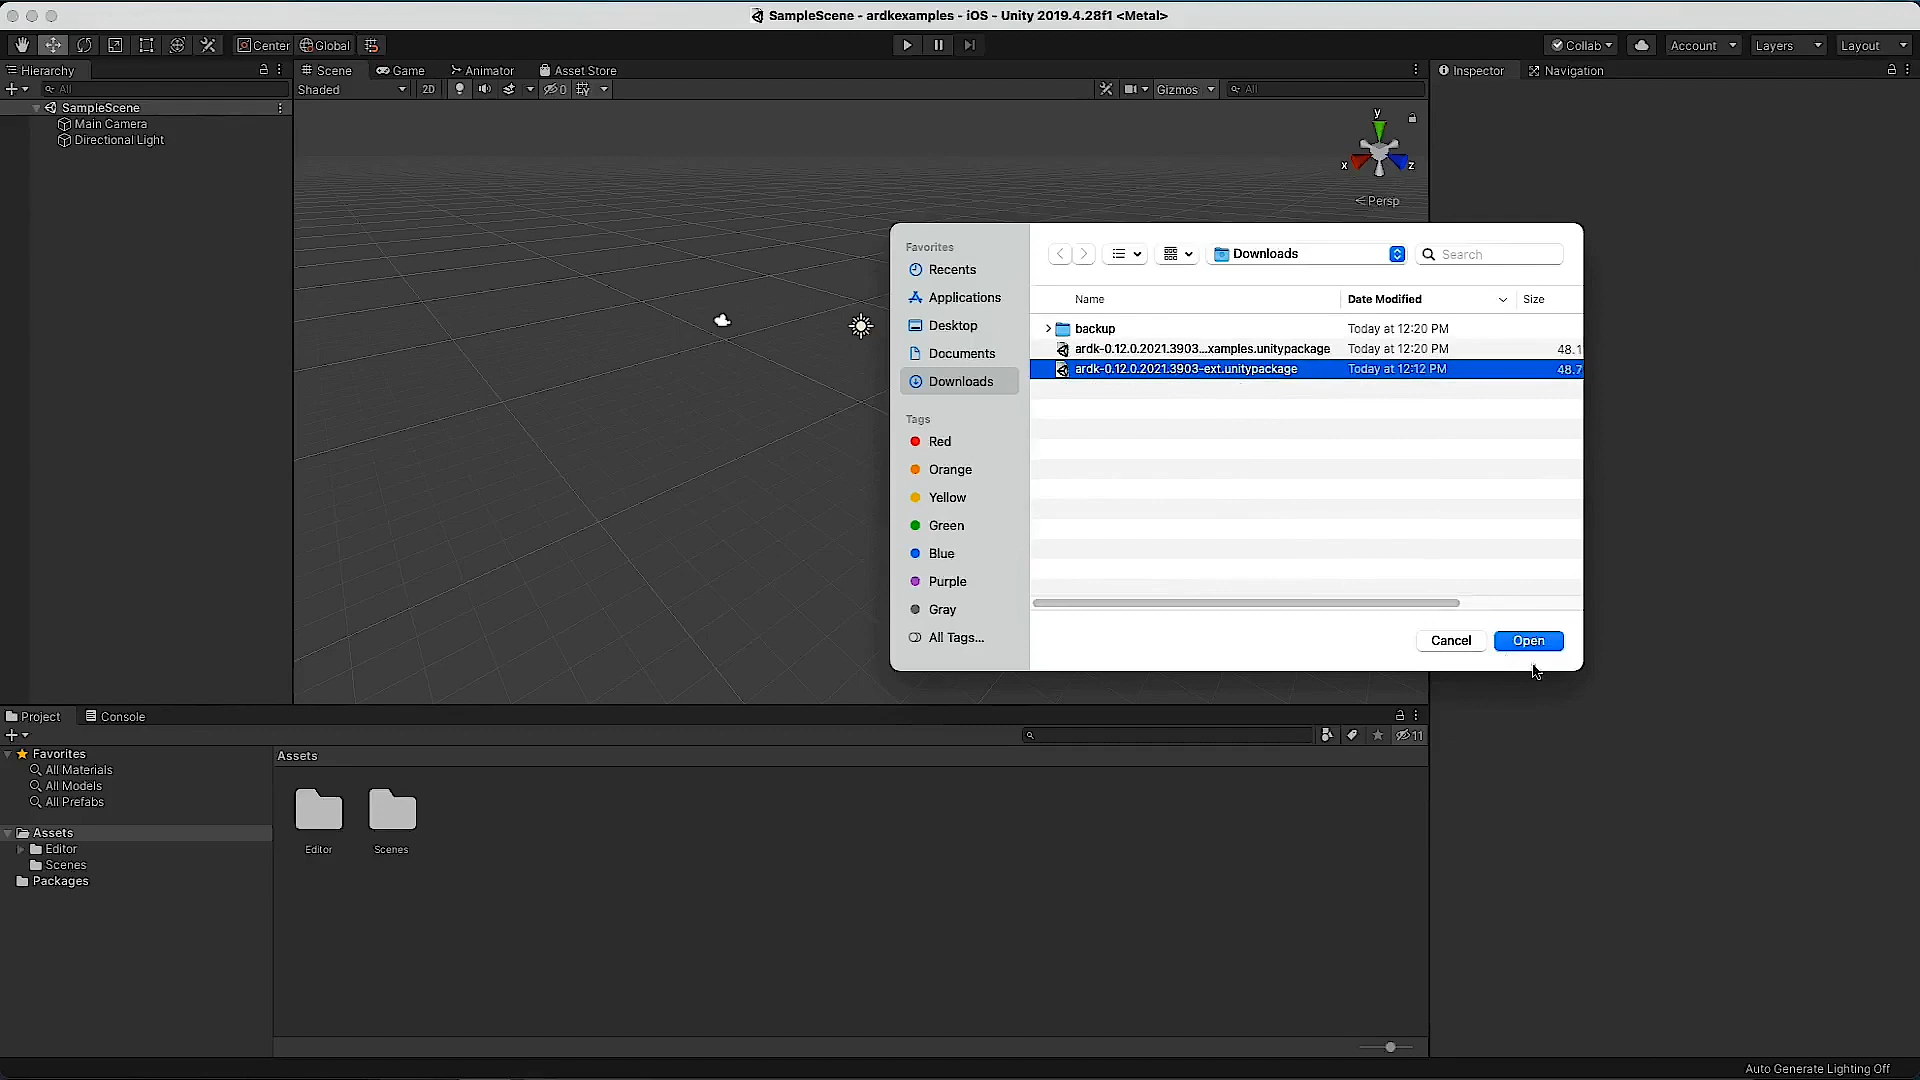 SampleScene - ardkexamples - iOS - Unity 2019.4.28f1 <Metal>
Center Global Collab Account Layers Layout
Hierarchy Scene Game Animator Asset Store Inspector Navigation
All Shaded 2D 0 Gizmos All
SampleScene
Main Camera
Directional Light
y
x z
Persp
Favorites
Recents
Applications
Desktop
Documents
Downloads
Tags
Red
Orange
Yellow
Green
Blue
Purple
Gray
All Tags...
Downloads Search
Name Date Modified Size
backup Today at 12:20 PM
ardk-0.12.0.2021.3903...xamples.unitypackage Today at 12:20 PM 48.1
ardk-0.12.0.2021.3903-ext.unitypackage Today at 12:12 PM 48.7
Cancel Open
Project Console
11
Favorites
All Materials
All Models
All Prefabs
Assets
Editor
Scenes
Packages
Assets
Editor Scenes
Auto Generate Lighting Off